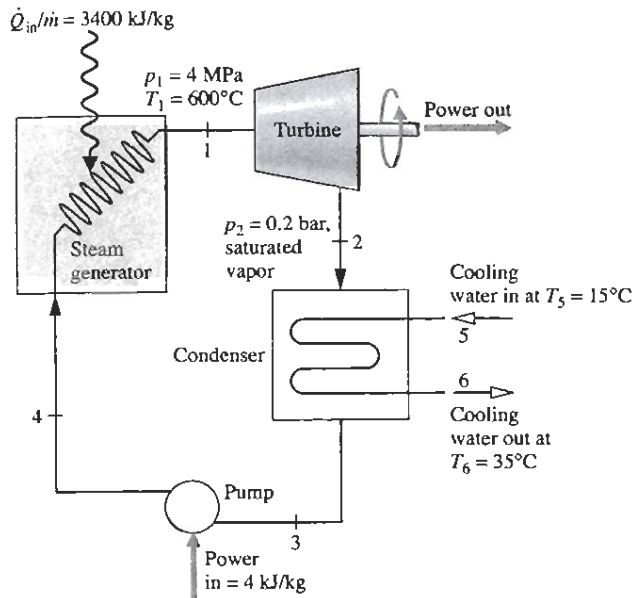 Q̇in/ṁ = 3400 kJ/kg
p1 = 4 MPa
T1 = 600°C
Turbine
Power out
1
p2 = 0.2 bar,
saturated
vapor
2
Steam
generator
Cooling
water in at T5 = 15°C
5
Condenser
6
Cooling
water out at
T6 = 35°C
4
Pump
3
Power
in = 4 kJ/kg